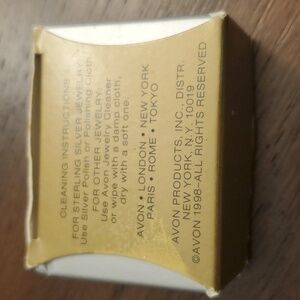 CLEANING INSTRUCTIONS
FOR STERLING SILVER JEWELRY:
Use Silver Polish or Polishing Cloth.
FOR OTHER JEWELRY:
Use Avon Jewelry Cleaner
or wipe with a damp cloth,
dry with a soft one.
AVON • LONDON • NEW YORK
PARIS • ROME • TOKYO
AVON PRODUCTS, INC., DISTR.
NEW YORK, N.Y. 10019
©AVON 1996–ALL RIGHTS RESERVED